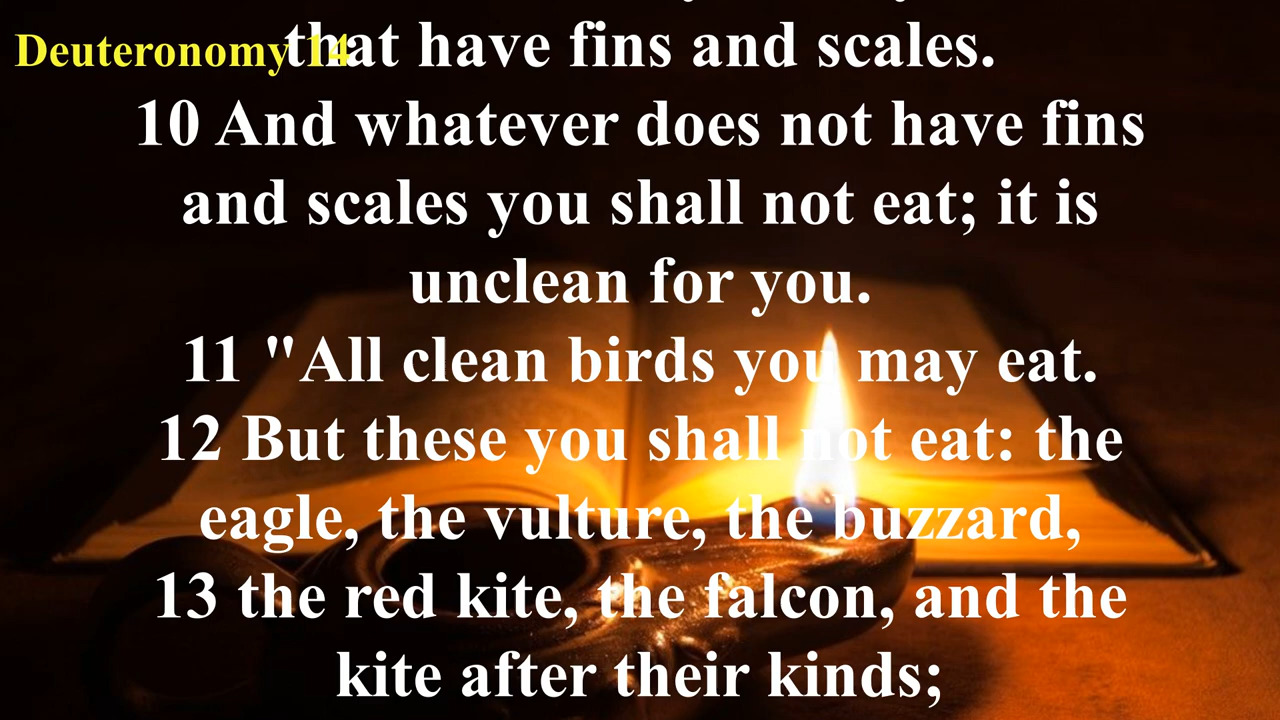 Deuteronomy 14
that have fins and scales.
10 And whatever does not have fins
and scales you shall not eat; it is
unclean for you.
11 "All clean birds you may eat.
12 But these you shall not eat: the
eagle, the vulture, the buzzard,
13 the red kite, the falcon, and the
kite after their kinds;